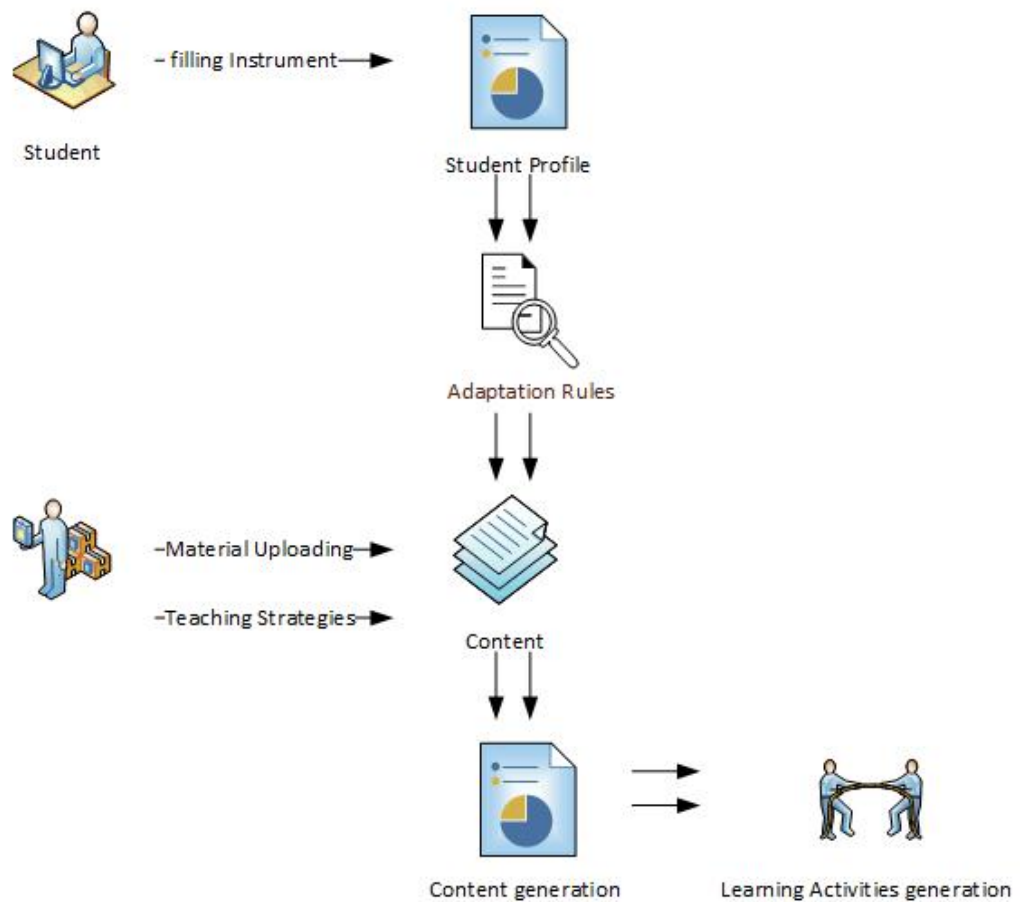 filling Instrument
Student
Student Profile
Adaptation Rules
Material Uploading
Teaching Strategies
Content
Content generation
Learning Activities generation